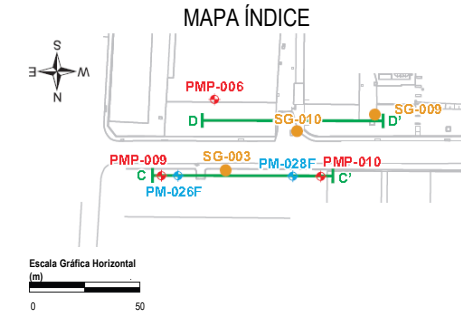 MAPA ÍNDICE
S
E M
N
PMP-006
SG-009
D D'
SG-010
PMP-009 SG-003 PM-028F PMP-010
C C'
PM-026F
Escala Gráfica Horizontal
(m)
0 50